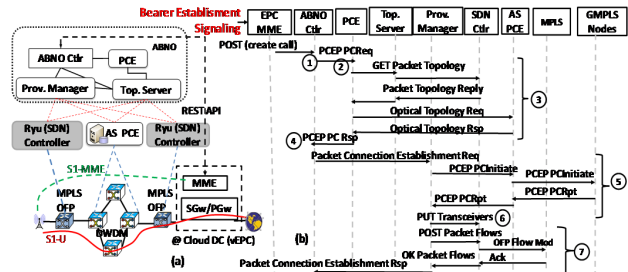 Bearer Establisment
Signaling
EPC
MME
ABNO
Ctlr
PCE
Top.
Server
Prov.
Manager
SDN
Ctlr
AS
PCE
MPLS
GMPLS
Nodes
ABNO
ABNO Ctlr
PCE
Prov. Manager
Top. Server
REST API
Ryu (SDN)
Controller
AS PCE
Ryu (SDN)
Controller
S1-MME
MPLS
OFP
MPLS
OFP
DWDM
S1-U
MME
SGw/PGw
@ Cloud DC (vEPC)
(a)
(b)
POST (create call)
PCEP PCReq
1
2
GET Packet Topology
Packet Topology Reply
3
Optical Topology Req
Optical Topology Rsp
4
PCEP PC Rsp
Packet Connection Establishment Req
PCEP PCInitiate
PCEP PCInitiate
5
PCEP PCRpt
PCEP PCRpt
PUT Transceivers
6
POST Packet Flows
OFP Flow Mod
7
OK Packet Flows
Ack
Packet Connection Establishment Rsp